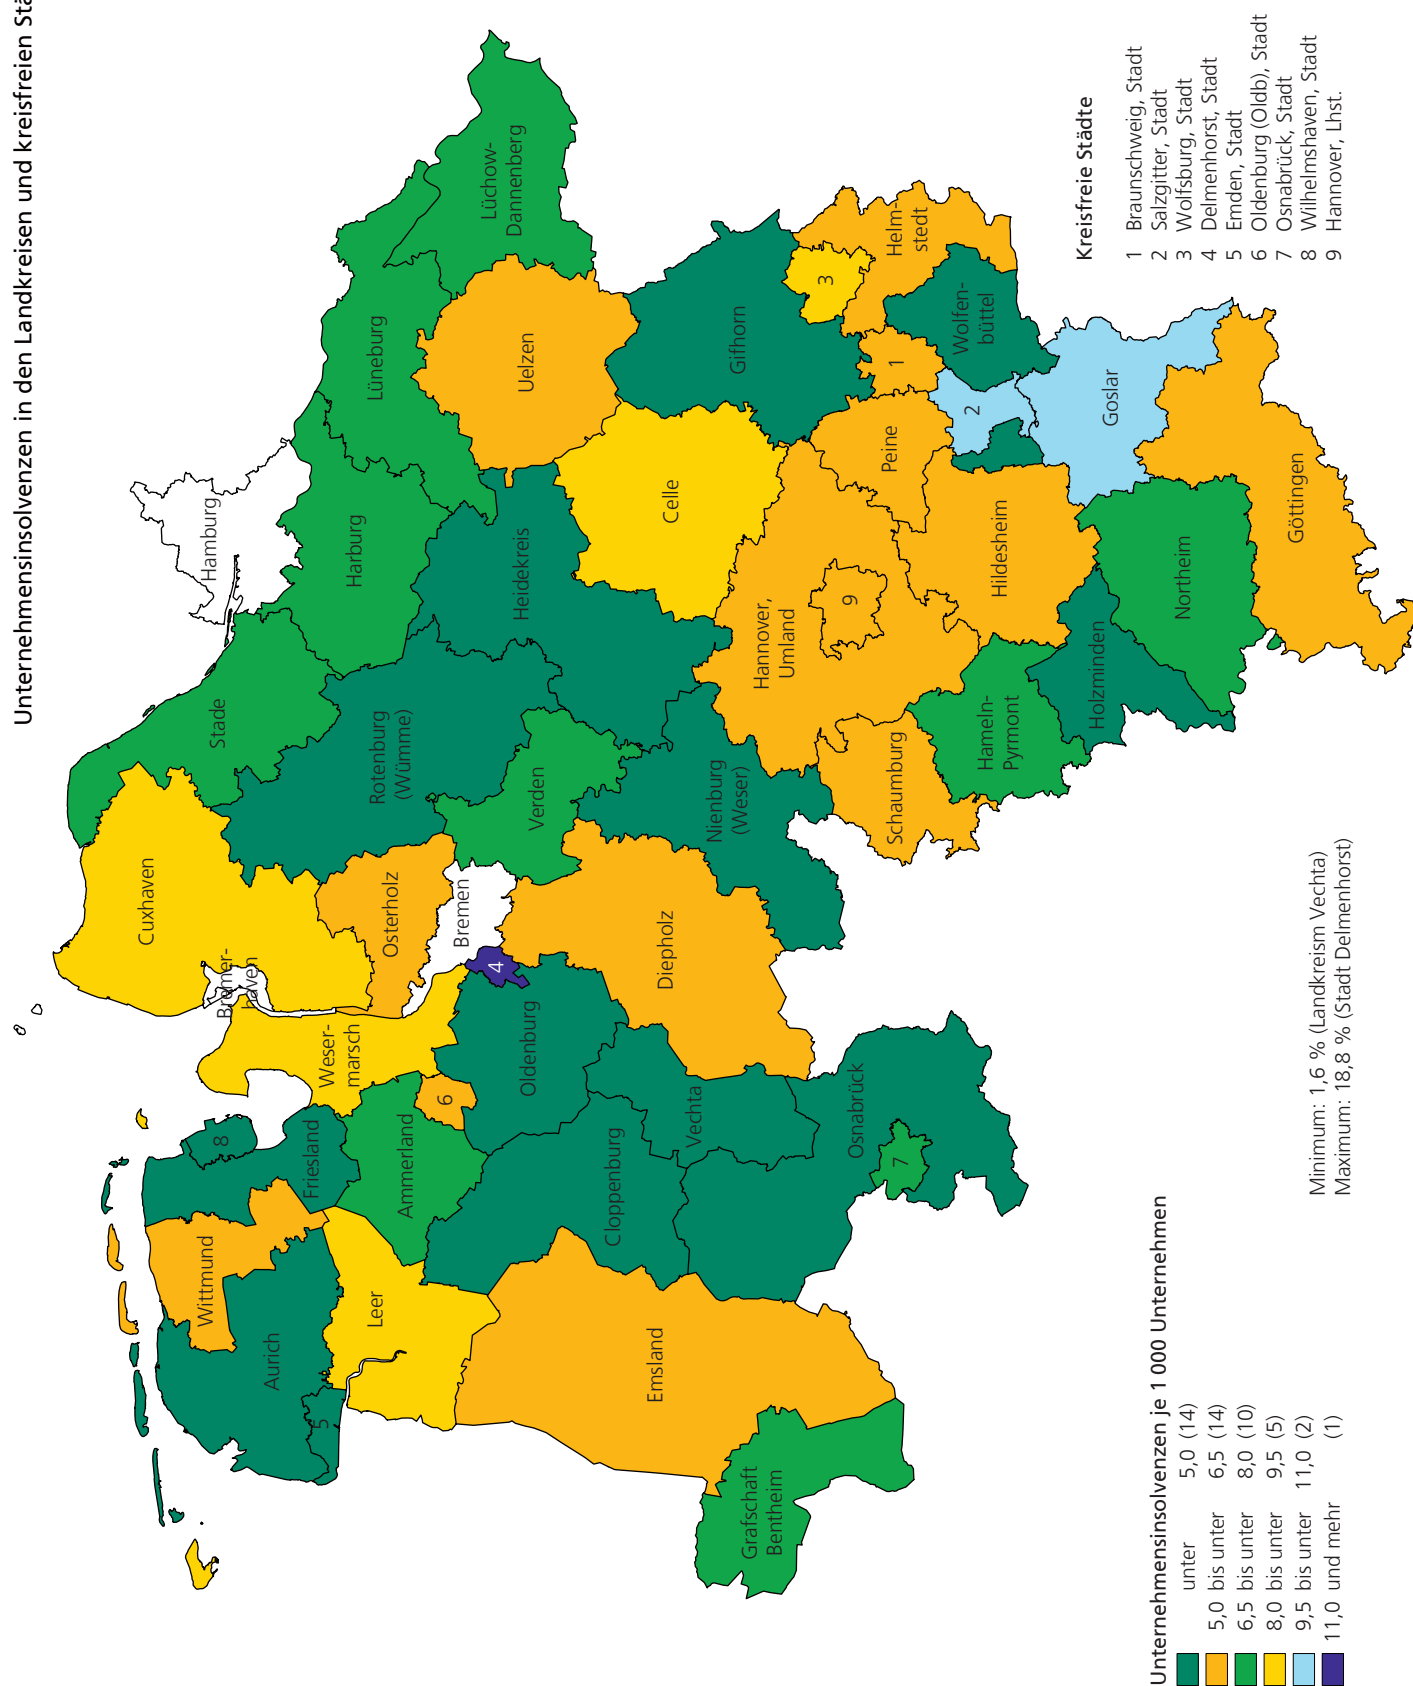 Unternehmensinsolvenzen in den Landkreisen und kreisfreien Stä
Hamburg
Stade
Harburg
Lüneburg
Lüchow-
Dannenberg
Cuxhaven
Bremer-
haven
Rotenburg
(Wümme)
Heidekreis
Uelzen
Osterholz
Bremen
Verden
Celle
Gifhorn
Weser-
marsch
8
Friesland
Wittmund
Aurich
5
Leer
Ammerland
6
Oldenburg
4
Diepholz
Nienburg
(Weser)
Hannover,
Umland
9
Peine
1
3
Helm-
stedt
Wolfen-
büttel
2
Cloppenburg
Vechta
Emsland
Osnabrück
7
Grafschaft
Bentheim
Schaumburg
Hameln-
Pyrmont
Hildesheim
Goslar
Holzminden
Northeim
Göttingen
Kreisfreie Städte
1 Braunschweig, Stadt
2 Salzgitter, Stadt
3 Wolfsburg, Stadt
4 Delmenhorst, Stadt
5 Emden, Stadt
6 Oldenburg (Oldb), Stadt
7 Osnabrück, Stadt
8 Wilhelmshaven, Stadt
9 Hannover, Lhst.
Unternehmensinsolvenzen je 1 000 Unternehmen
unter 5,0 (14)
5,0 bis unter 6,5 (14)
6,5 bis unter 8,0 (10)
8,0 bis unter 9,5 (5)
9,5 bis unter 11,0 (2)
11,0 und mehr (1)
Minimum: 1,6 % (Landkreism Vechta)
Maximum: 18,8 % (Stadt Delmenhorst)